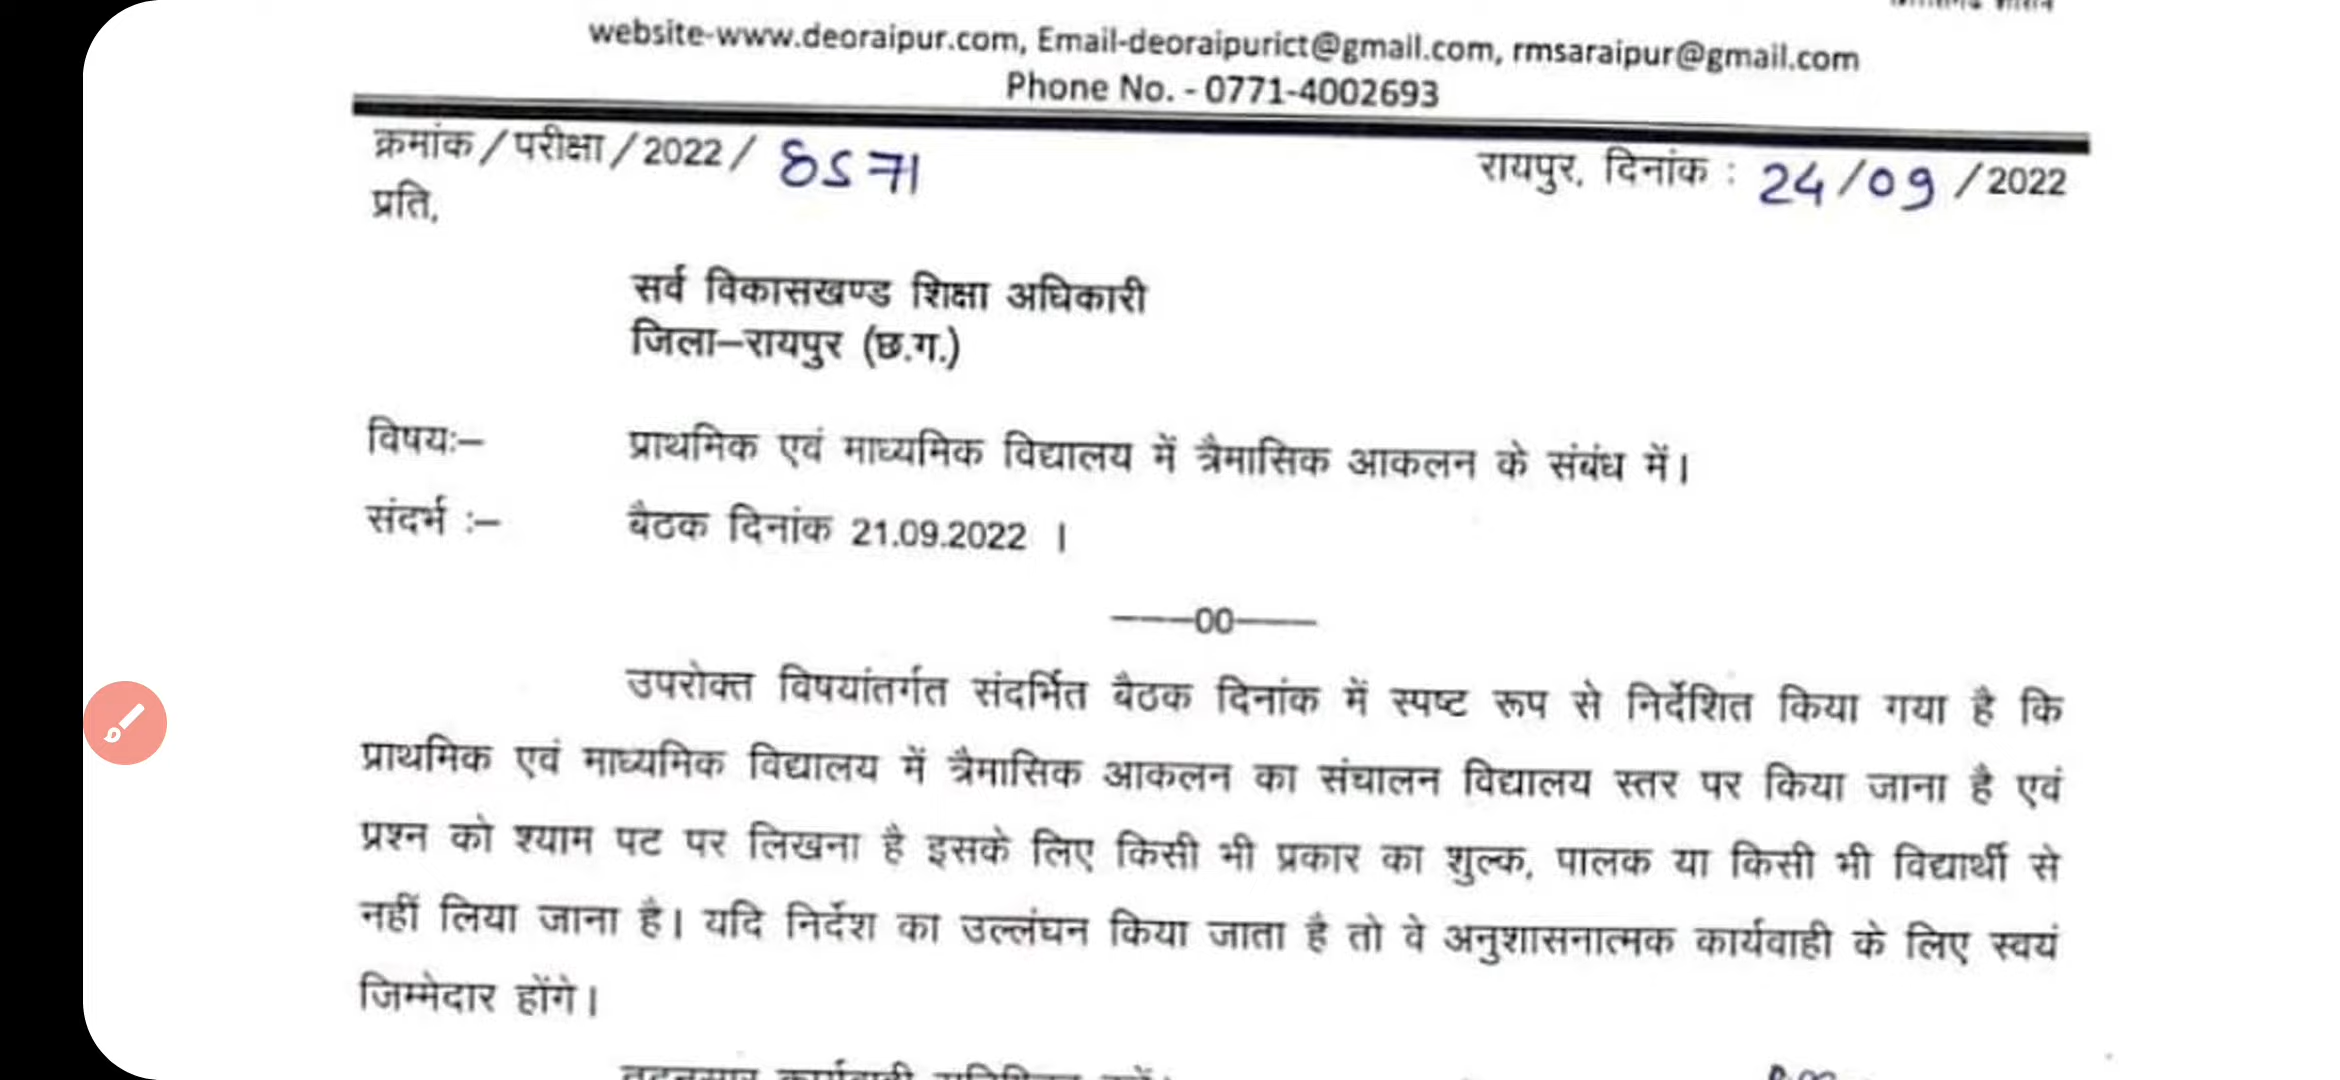 website-www.deoraipur.com, Email-deoraipurict@gmail.com, rmsaraipur@gmail.com
Phone No. - 0771-4002693
क्रमांक / परीक्षा / 2022 / 8571
रायपुर, दिनांक : 24/09 /2022
प्रति,
सर्व विकासखण्ड शिक्षा अधिकारी
जिला–रायपुर (छ.ग.)
विषय:– प्राथमिक एवं माध्यमिक विद्यालय में त्रैमासिक आकलन के संबंध में।
संदर्भ :– बैठक दिनांक 21.09.2022 ।
——00——
उपरोक्त विषयांतर्गत संदर्भित बैठक दिनांक में स्पष्ट रूप से निर्देशित किया गया है कि
प्राथमिक एवं माध्यमिक विद्यालय में त्रैमासिक आकलन का संचालन विद्यालय स्तर पर किया जाना है एवं
प्रश्न को श्याम पट पर लिखना है इसके लिए किसी भी प्रकार का शुल्क, पालक या किसी भी विद्यार्थी से
नहीं लिया जाना है। यदि निर्देश का उल्लंघन किया जाता है तो वे अनुशासनात्मक कार्यवाही के लिए स्वयं
जिम्मेदार होंगे।